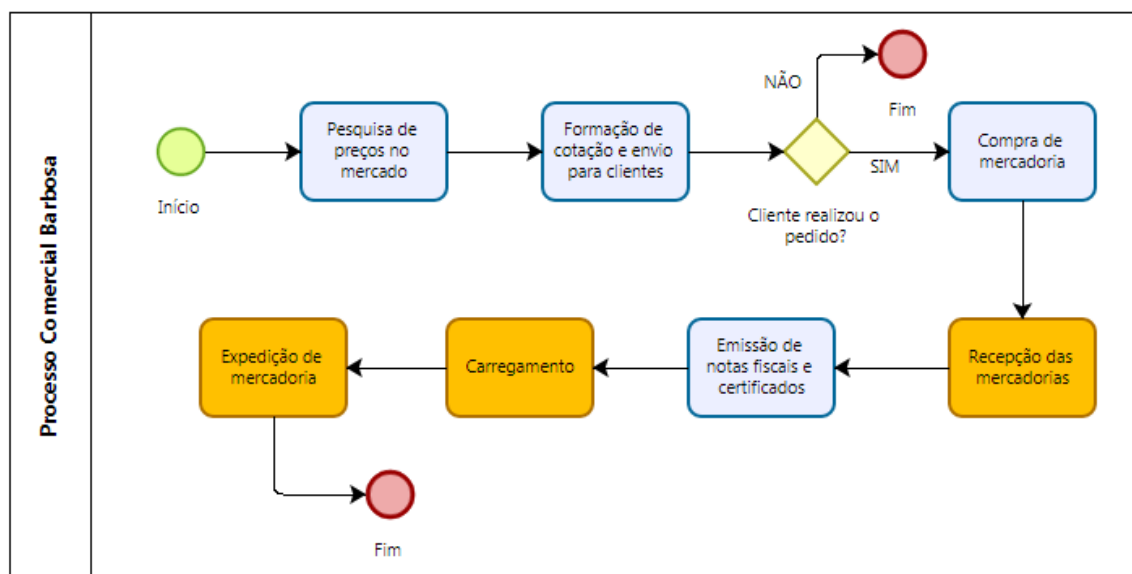 Processo Comercial Barbosa
Início
Pesquisa de
preços no
mercado
Formação de
cotação e envio
para clientes
NÃO
Fim
SIM
Cliente realizou o
pedido?
Compra de
mercadoria
Recepção das
mercadorias
Emissão de
notas fiscais e
certificados
Carregamento
Expedição de
mercadoria
Fim